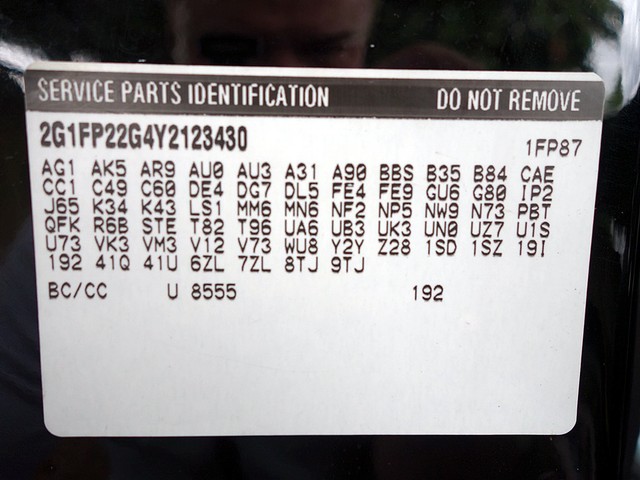 SERVICE PARTS IDENTIFICATION DO NOT REMOVE
2G1FP22G4Y2123430 1FP87
AG1 AK5 AR9 AU0 AU3 A31 A90 BBS B35 B84 CAE
CC1 C49 C60 DE4 DG7 DL5 FE4 FE9 GU6 G80 IP2
J65 K34 K43 LS1 MM6 MN6 NF2 NP5 NW9 N73 PBT
QFK R6B STE T82 T96 UA6 UB3 UK3 UN0 UZ7 U1S
U73 VK3 VM3 V12 V73 WU8 Y2Y Z28 1SD 1SZ 19I
192 41Q 41U 6ZL 7ZL 8TJ 9TJ
BC/CC U 8555 192